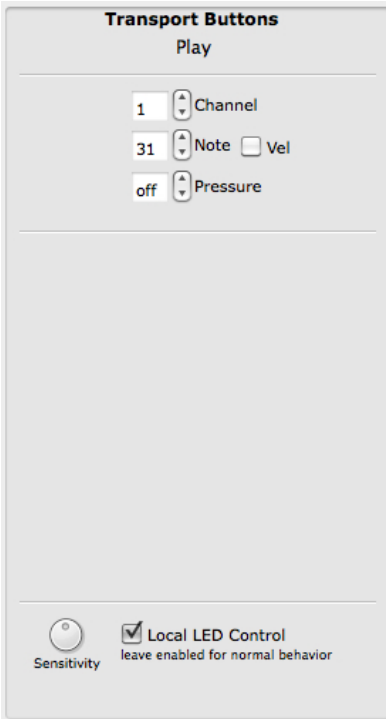 Transport Buttons
Play
1 Channel
31 Note Vel
off Pressure
Local LED Control
leave enabled for normal behavior
Sensitivity